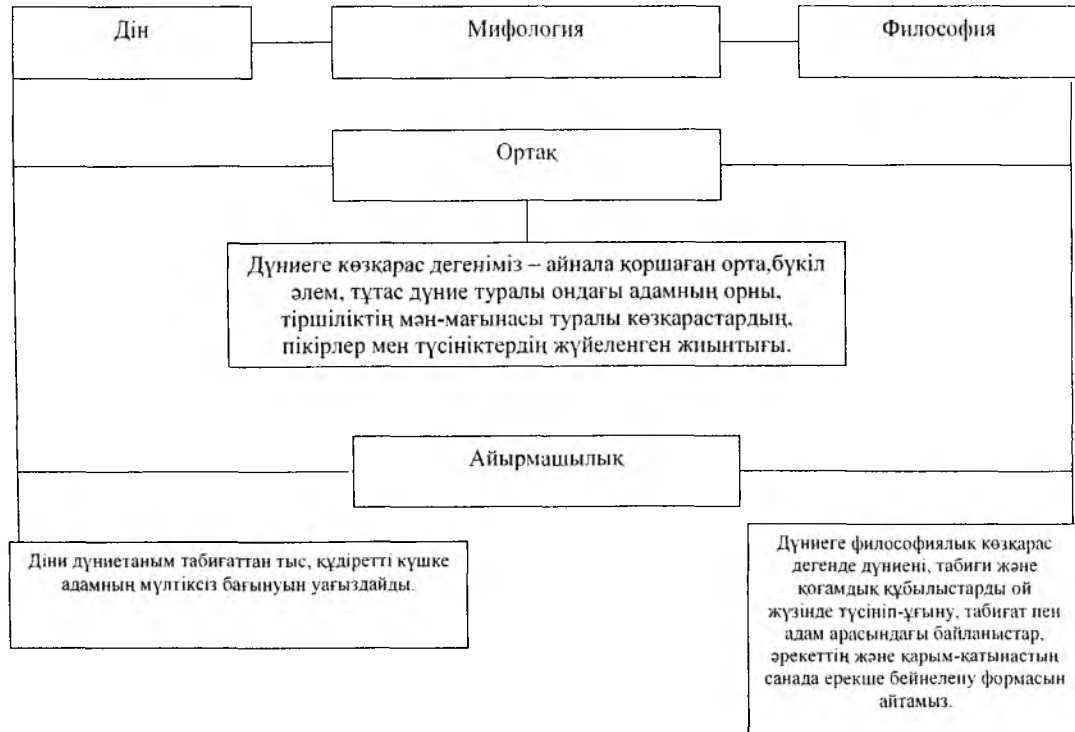 Дін
Мифология
Философия
Ортақ
Дүниеге көзқарас дегеніміз – айнала қоршаған орта,бүкіл
әлем, тұтас дүние туралы ондағы адамның орны,
тіршіліктің мән-мағынасы туралы көзқарастардың,
пікірлер мен түсініктердің жүйеленген жиынтығы.
Айырмашылық
Діни дүниетаным табиғаттан тыс, құдіретті күшке
адамның мүлтіксіз бағынуын уағыздайды.
Дүниеге философиялық көзқарас
дегенде дүниені, табиғи және
қоғамдық құбылыстарды ой
жүзінде түсініп-ұғыну, табиғат пен
адам арасындағы байланыстар,
әрекеттің және қарым-қатынастың
санада ерекше бейнелену формасын
айтамыз.